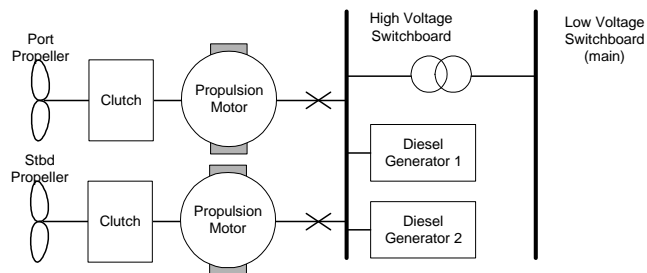 Port
Propeller
Clutch
Propulsion
Motor
High Voltage
Switchboard
Low Voltage
Switchboard
(main)
Diesel
Generator 1
Stbd
Propeller
Clutch
Propulsion
Motor
Diesel
Generator 2